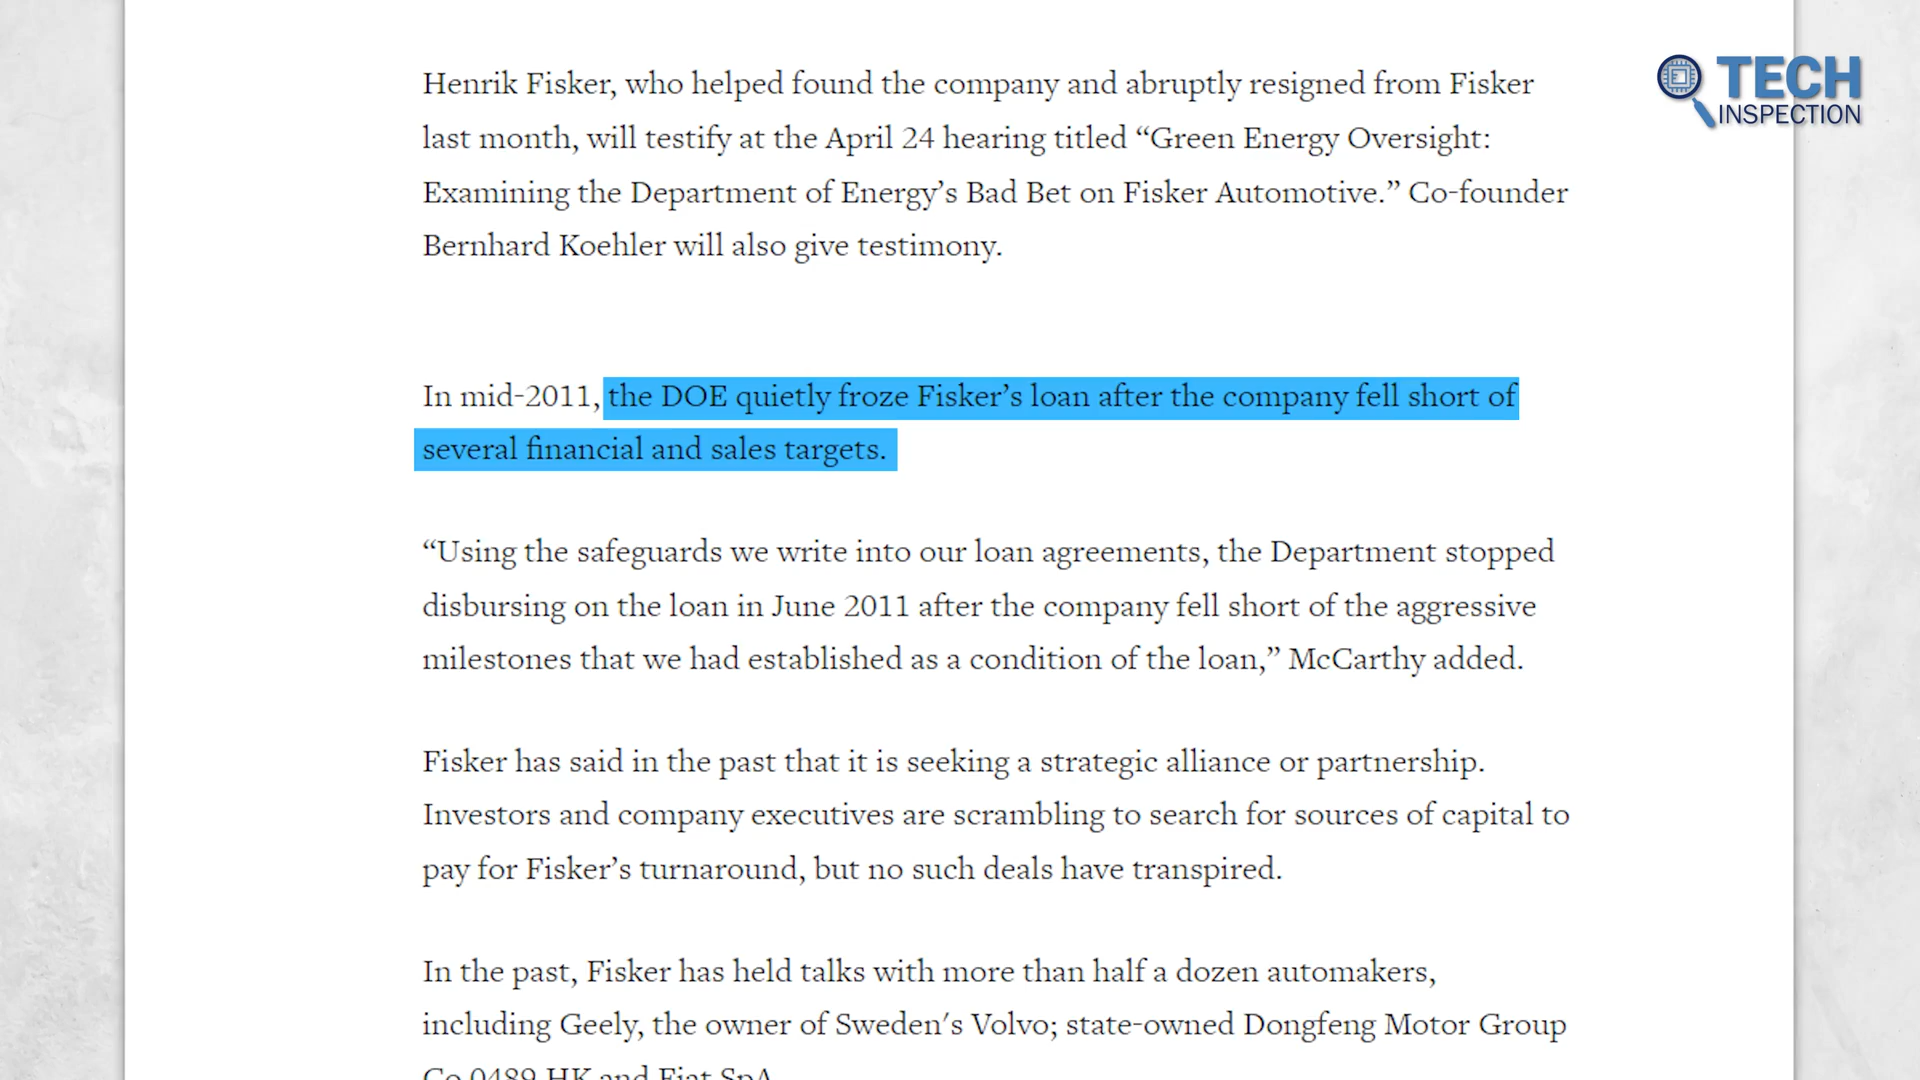 TECH
INSPECTION
Henrik Fisker, who helped found the company and abruptly resigned from Fisker
last month, will testify at the April 24 hearing titled “Green Energy Oversight:
Examining the Department of Energy’s Bad Bet on Fisker Automotive.” Co-founder
Bernhard Koehler will also give testimony.
In mid-2011, the DOE quietly froze Fisker’s loan after the company fell short of
several financial and sales targets.
“Using the safeguards we write into our loan agreements, the Department stopped
disbursing on the loan in June 2011 after the company fell short of the aggressive
milestones that we had established as a condition of the loan,” McCarthy added.
Fisker has said in the past that it is seeking a strategic alliance or partnership.
Investors and company executives are scrambling to search for sources of capital to
pay for Fisker’s turnaround, but no such deals have transpired.
In the past, Fisker has held talks with more than half a dozen automakers,
including Geely, the owner of Sweden's Volvo; state-owned Dongfeng Motor Group
Co 0489.HK and Fiat SpA